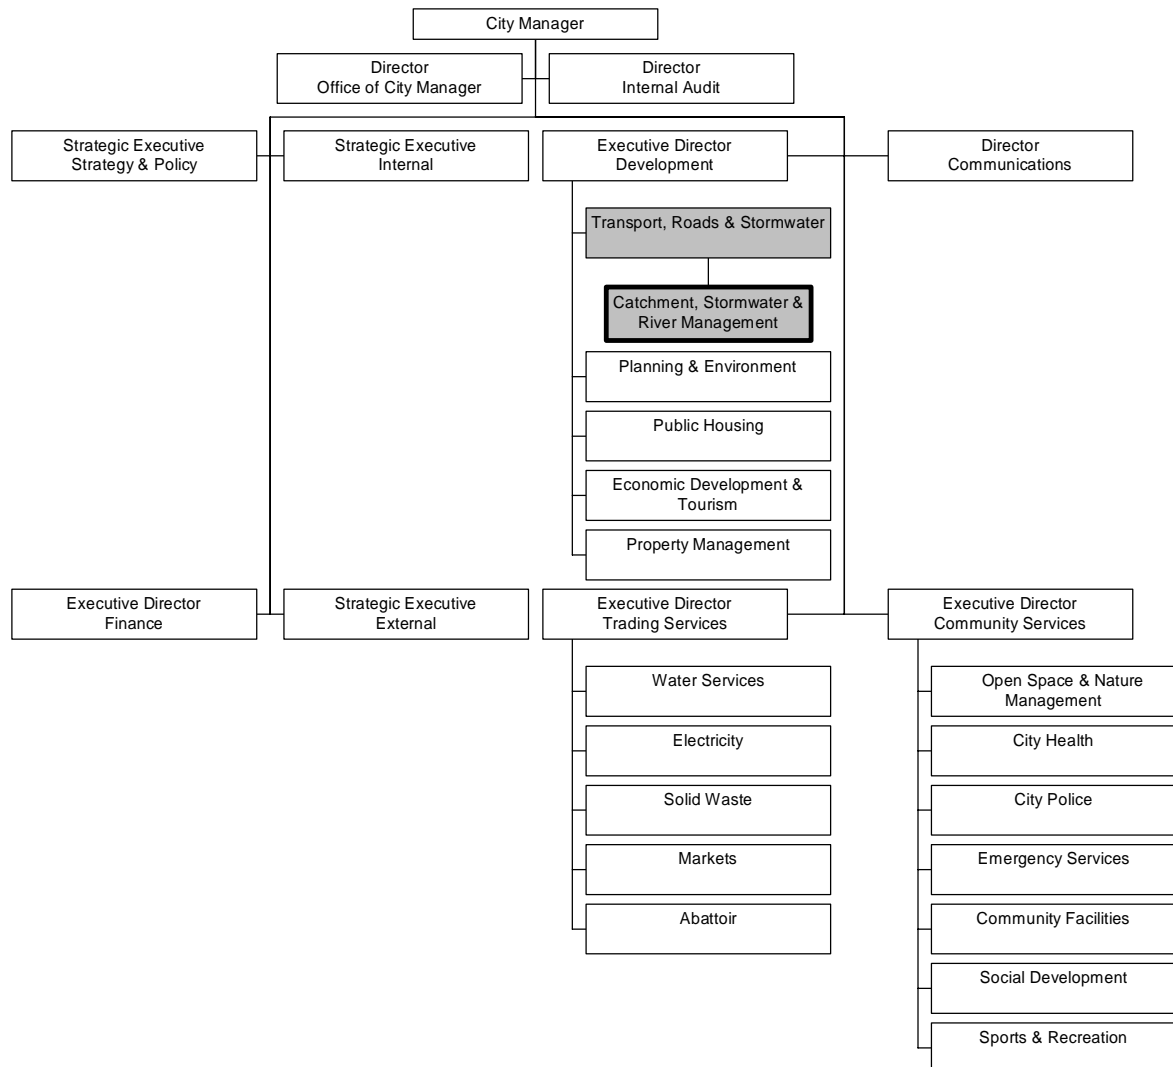 City Manager
Director
Office of City Manager
Director
Internal Audit
Strategic Executive
Strategy & Policy
Strategic Executive
Internal
Executive Director
Development
Director
Communications
Transport, Roads & Stormwater
Catchment, Stormwater &
River Management
Planning & Environment
Public Housing
Economic Development &
Tourism
Property Management
Executive Director
Finance
Strategic Executive
External
Executive Director
Trading Services
Executive Director
Community Services
Water Services
Electricity
Solid Waste
Markets
Abattoir
Open Space & Nature
Management
City Health
City Police
Emergency Services
Community Facilities
Social Development
Sports & Recreation